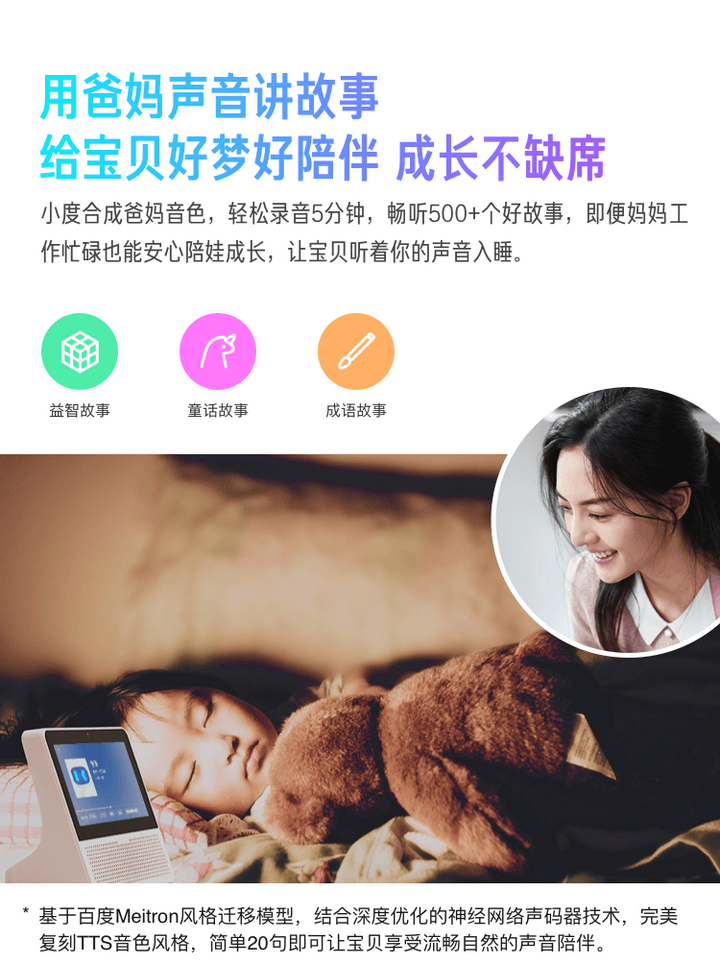 用爸妈声音讲故事
给宝贝好梦好陪伴 成长不缺席
小度合成爸妈音色，轻松录音5分钟，畅听500+个好故事，即便妈妈工
作忙碌也能安心陪娃成长，让宝贝听着你的声音入睡。
益智故事 童话故事 成语故事
* 基于百度Meitron风格迁移模型，结合深度优化的神经网络声码器技术，完美
复刻TTS音色风格，简单20句即可让宝贝享受流畅自然的声音陪伴。